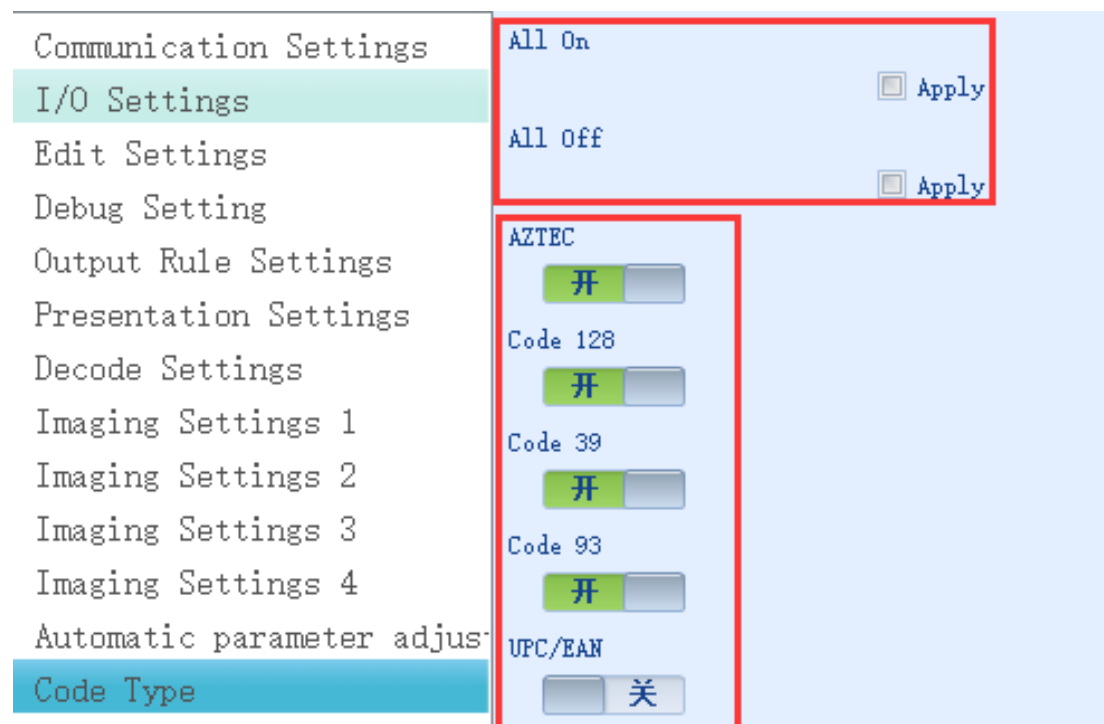 Communication Settings
I/O Settings
Edit Settings
Debug Setting
Output Rule Settings
Presentation Settings
Decode Settings
Imaging Settings 1
Imaging Settings 2
Imaging Settings 3
Imaging Settings 4
Automatic parameter adjus
Code Type
All On
Apply
All Off
Apply
AZTEC
开
Code 128
开
Code 39
开
Code 93
开
UPC/EAN
关